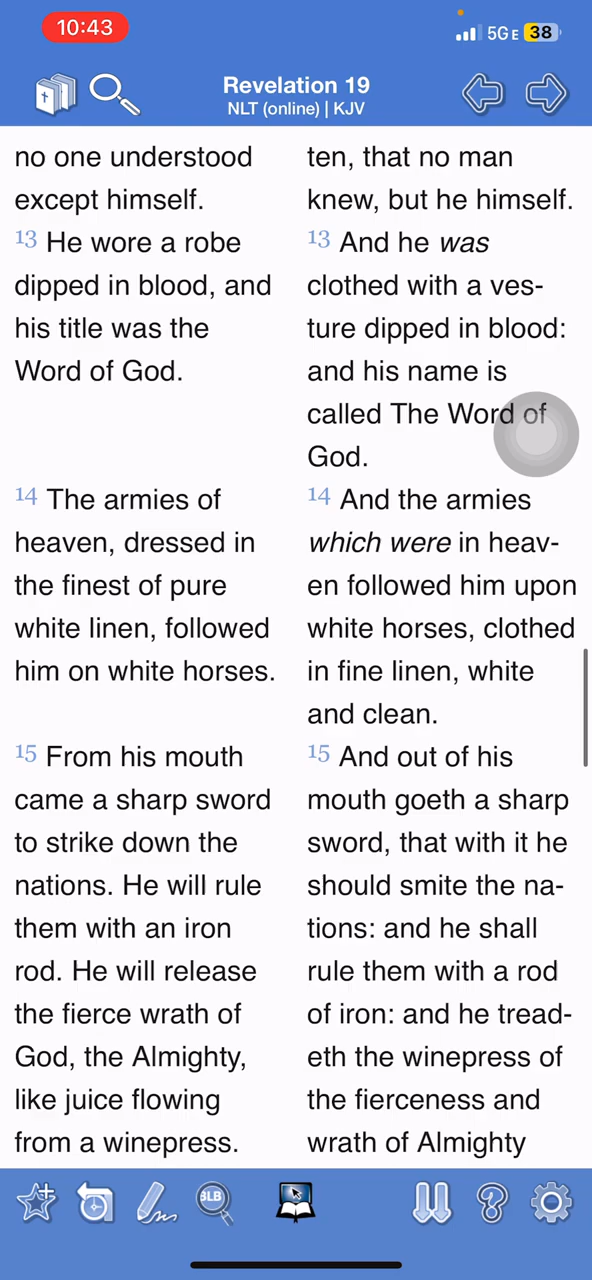 10:43
5GE 38
Revelation 19
NLT (online) | KJV
no one understood
except himself.
13 He wore a robe
dipped in blood, and
his title was the
Word of God.
14 The armies of
heaven, dressed in
the finest of pure
white linen, followed
him on white horses.
15 From his mouth
came a sharp sword
to strike down the
nations. He will rule
them with an iron
rod. He will release
the fierce wrath of
God, the Almighty,
like juice flowing
from a winepress.
ten, that no man
knew, but he himself.
13 And he was
clothed with a ves-
ture dipped in blood:
and his name is
called The Word of
God.
14 And the armies
which were in heav-
en followed him upon
white horses, clothed
in fine linen, white
and clean.
15 And out of his
mouth goeth a sharp
sword, that with it he
should smite the na-
tions: and he shall
rule them with a rod
of iron: and he tread-
eth the winepress of
the fierceness and
wrath of Almighty
BLB